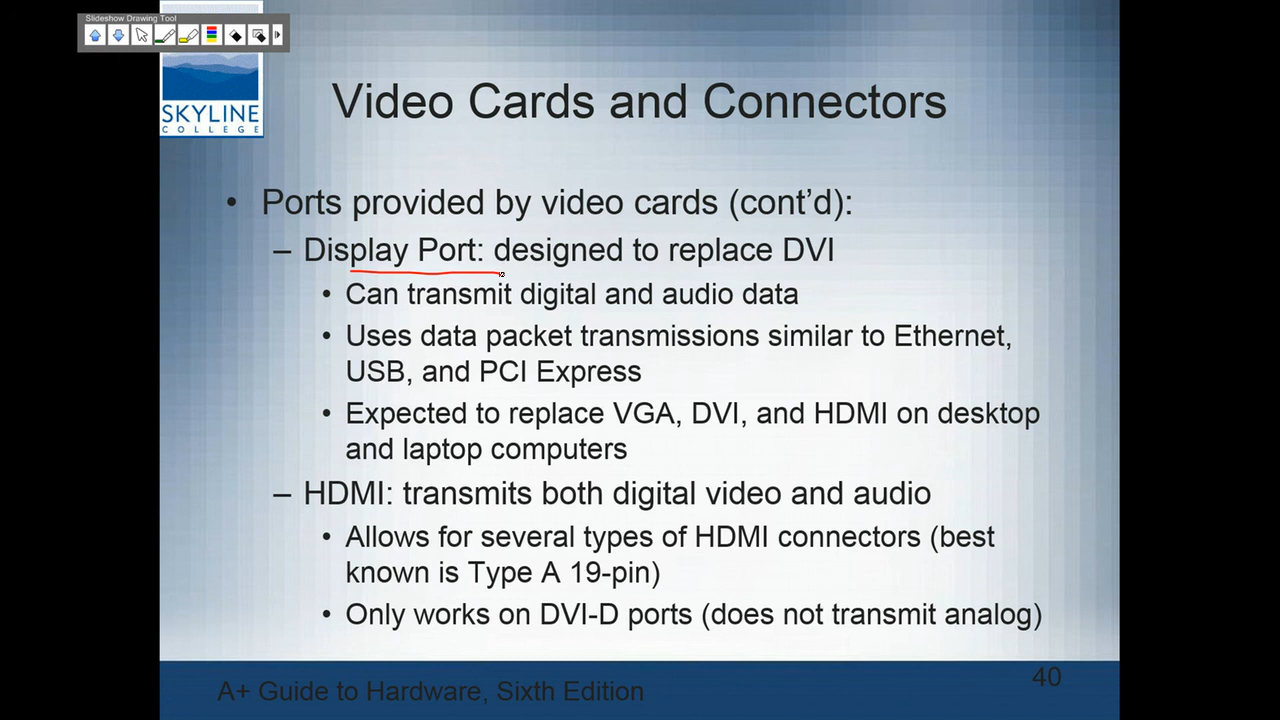 Slideshow Drawing Tool
SKYLINE
COLLEGE
Video Cards and Connectors
• Ports provided by video cards (cont’d):
– Display Port: designed to replace DVI
• Can transmit digital and audio data
• Uses data packet transmissions similar to Ethernet,
USB, and PCI Express
• Expected to replace VGA, DVI, and HDMI on desktop
and laptop computers
– HDMI: transmits both digital video and audio
• Allows for several types of HDMI connectors (best
known is Type A 19-pin)
• Only works on DVI-D ports (does not transmit analog)
A+ Guide to Hardware, Sixth Edition
40